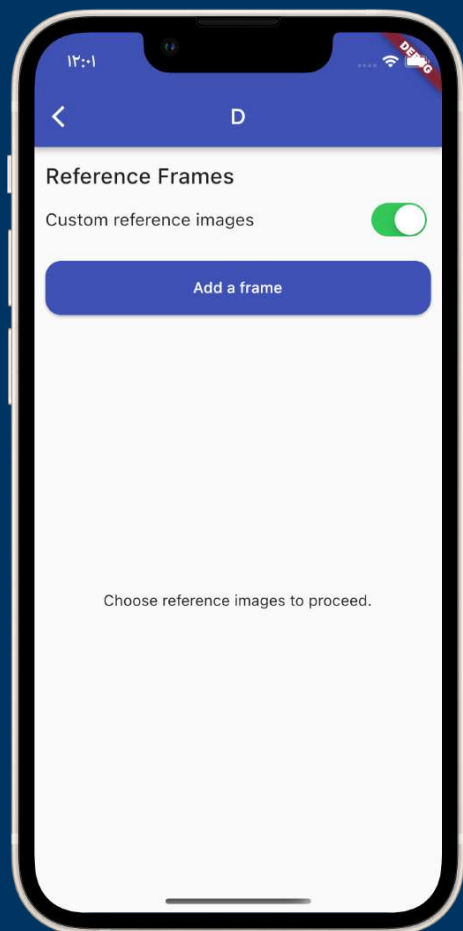 ۱۲:۰۱
DEBUG
D
Reference Frames
Custom reference images
Add a frame
Choose reference images to proceed.